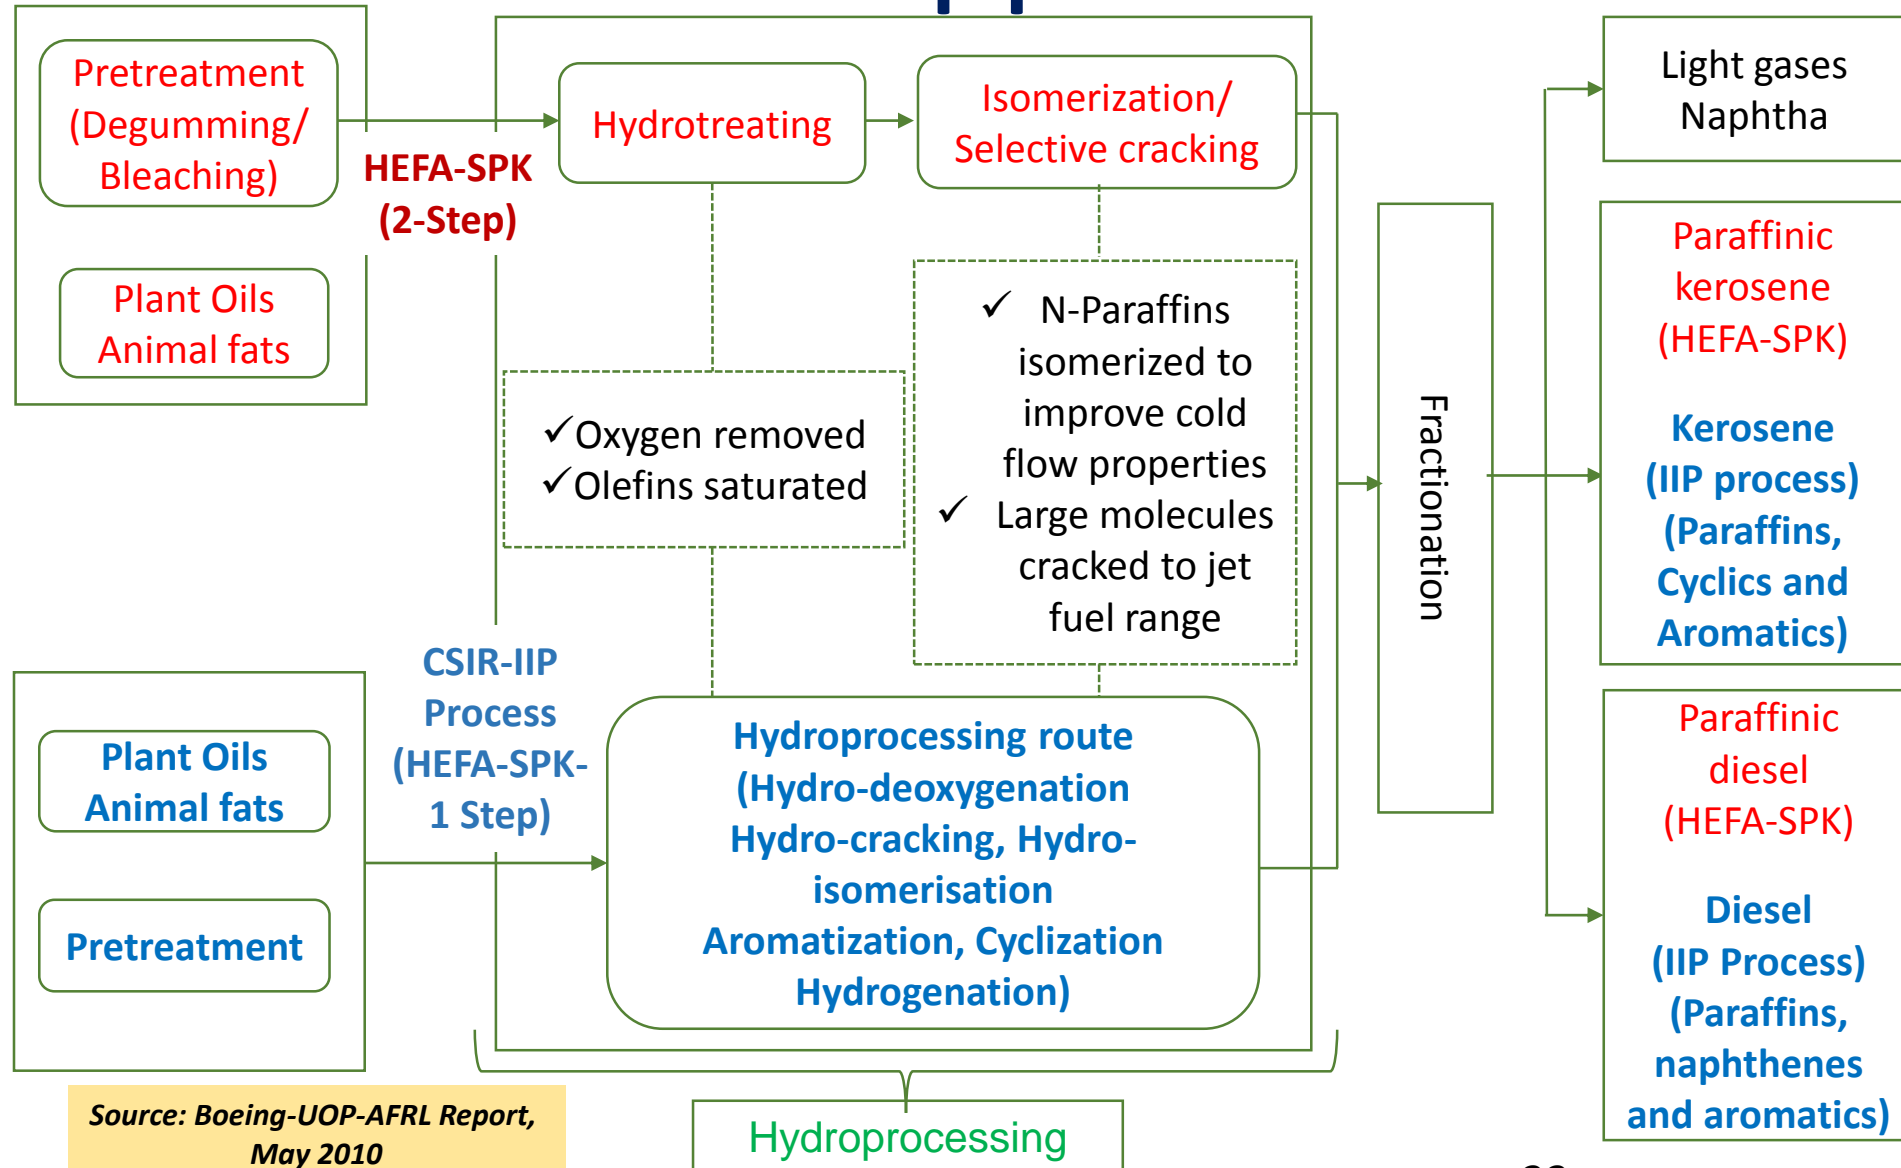 Pretreatment
(Degumming/
Bleaching)
Plant Oils
Animal fats
HEFA-SPK
(2-Step)
Hydrotreating
Isomerization/
Selective cracking
✓Oxygen removed
✓Olefins saturated
✓ N-Paraffins
isomerized to
improve cold
flow properties
✓ Large molecules
cracked to jet
fuel range
CSIR-IIP
Process
(HEFA-SPK-
1 Step)
Plant Oils
Animal fats
Pretreatment
Hydroprocessing route
(Hydro-deoxygenation
Hydro-cracking, Hydro-
isomerisation
Aromatization, Cyclization
Hydrogenation)
Fractionation
Light gases
Naphtha
Paraffinic
kerosene
(HEFA-SPK)
Kerosene
(IIP process)
(Paraffins,
Cyclics and
Aromatics)
Paraffinic
diesel
(HEFA-SPK)
Diesel
(IIP Process)
(Paraffins,
naphthenes
and aromatics)
Source: Boeing-UOP-AFRL Report,
May 2010
Hydroprocessing